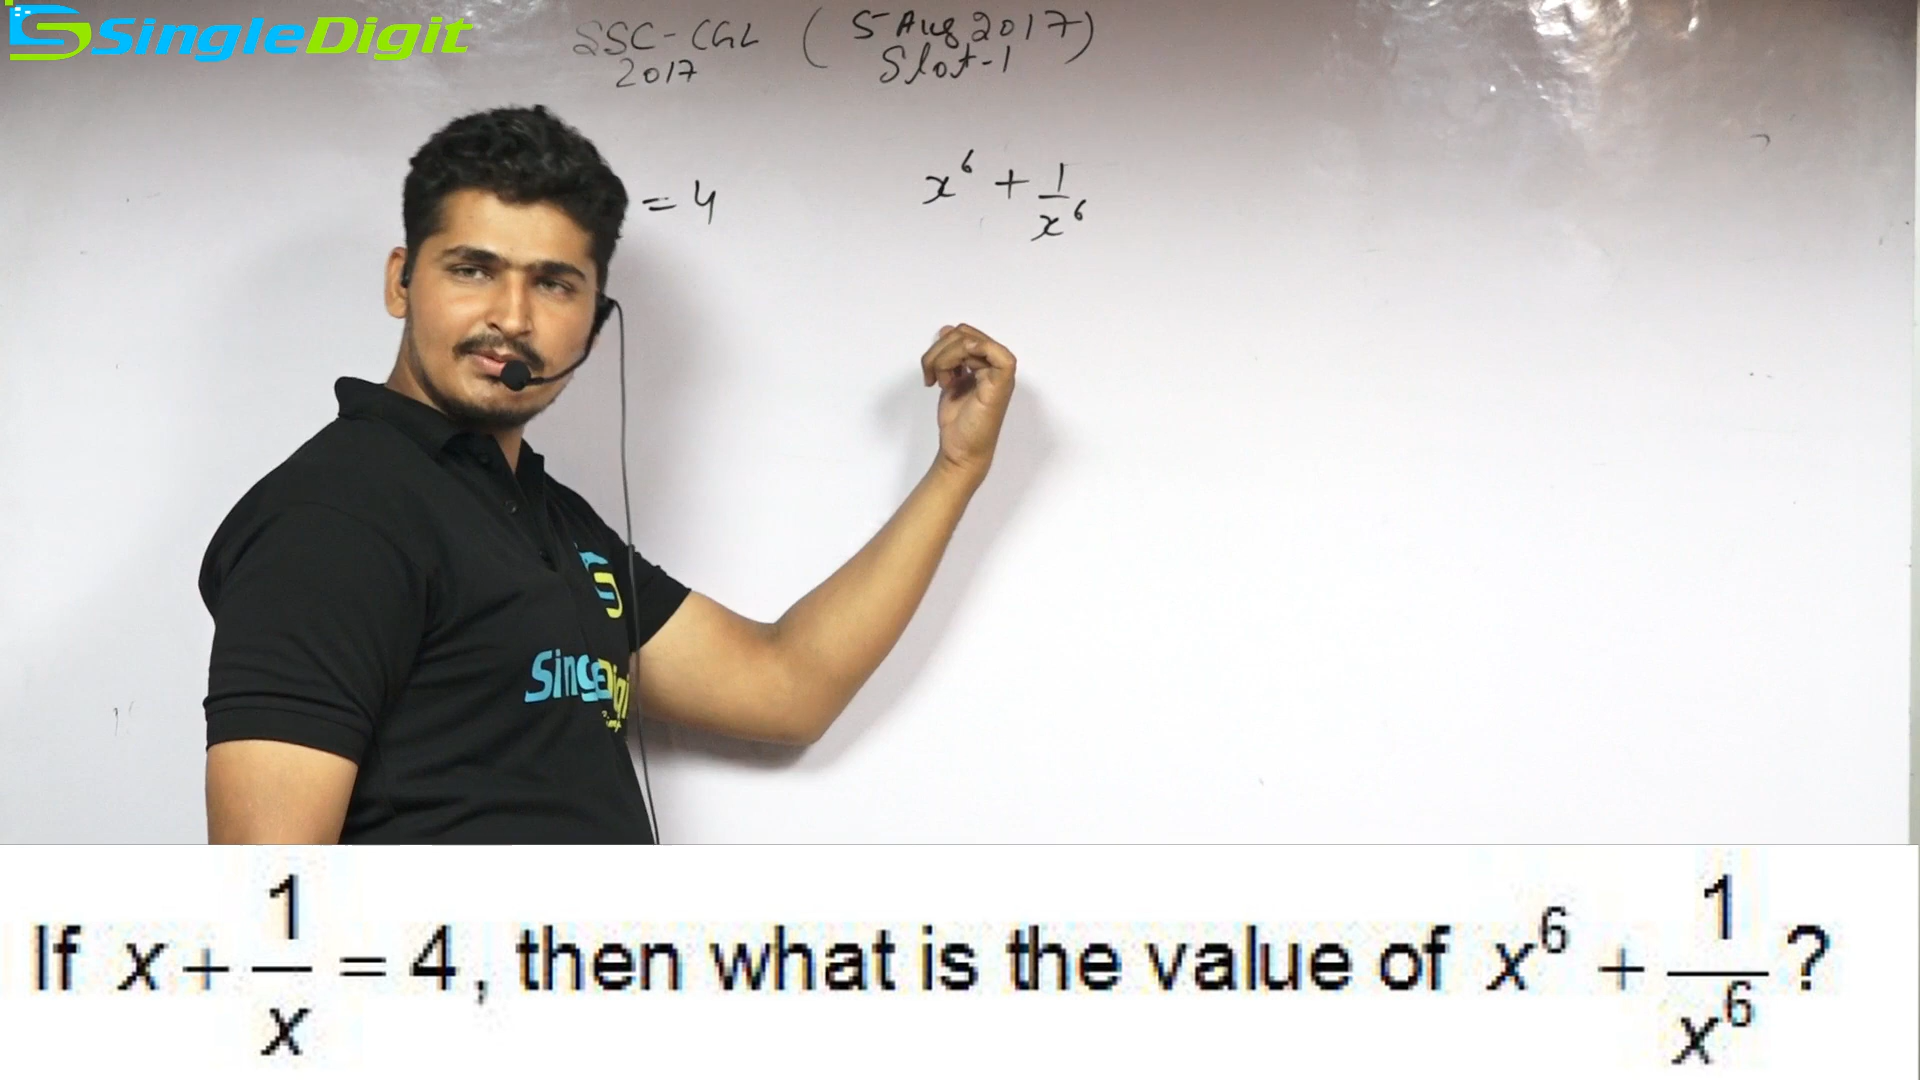 SingleDigit
SSC-CGL (5 Aug 2017)
2017 Slot-1
= 4 x⁶ + 1/x⁶
SingleDigit
If x + 1/x = 4, then what is the value of x⁶ + 1/x⁶ ?